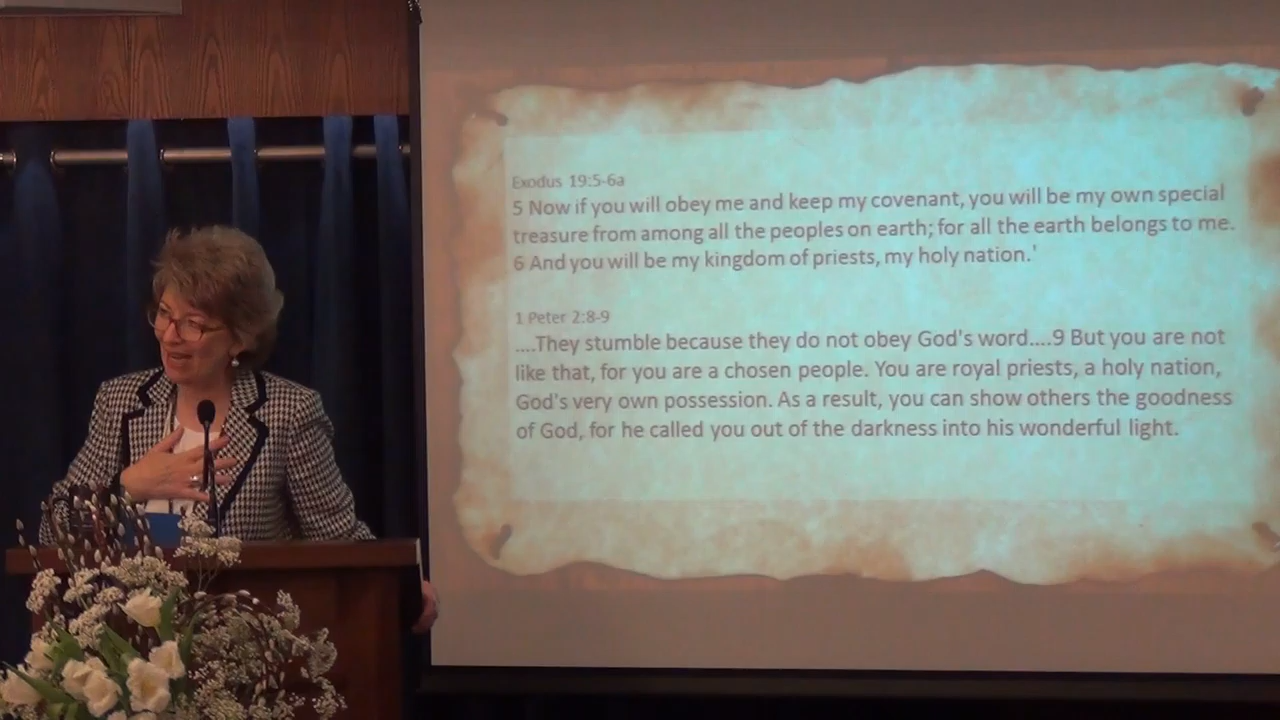 Exodus 19:5-6a
5 Now if you will obey me and keep my covenant, you will be my own special
treasure from among all the peoples on earth; for all the earth belongs to me.
6 And you will be my kingdom of priests, my holy nation.'
1 Peter 2:8-9
....They stumble because they do not obey God's word....9 But you are not
like that, for you are a chosen people. You are royal priests, a holy nation,
God's very own possession. As a result, you can show others the goodness
of God, for he called you out of the darkness into his wonderful light.